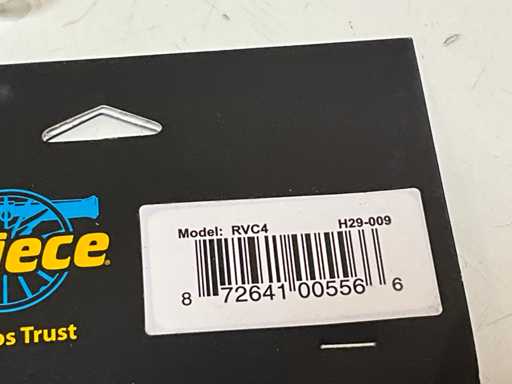 iece
os Trust
Model: RVC4 H29-009
8 72641 00556 6